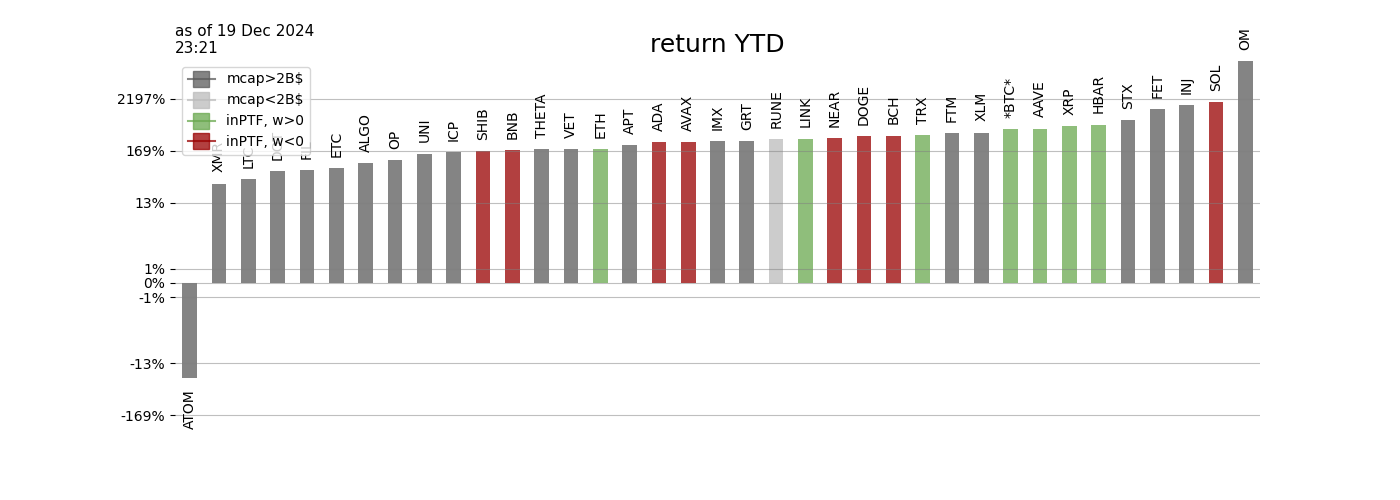 as of 19 Dec 2024
23:21
return YTD
mcap>2B$
mcap<2B$
inPTF, w>0
inPTF, w<0
2197%
169%
13%
1%
0%
-1%
-13%
-169%
ATOM
XMR
LTC
DOT
FIL
ETC
ALGO
OP
UNI
ICP
SHIB
BNB
THETA
VET
ETH
APT
ADA
AVAX
IMX
GRT
RUNE
LINK
NEAR
DOGE
BCH
TRX
FTM
XLM
*BTC*
AAVE
XRP
HBAR
STX
FET
INJ
SOL
OM